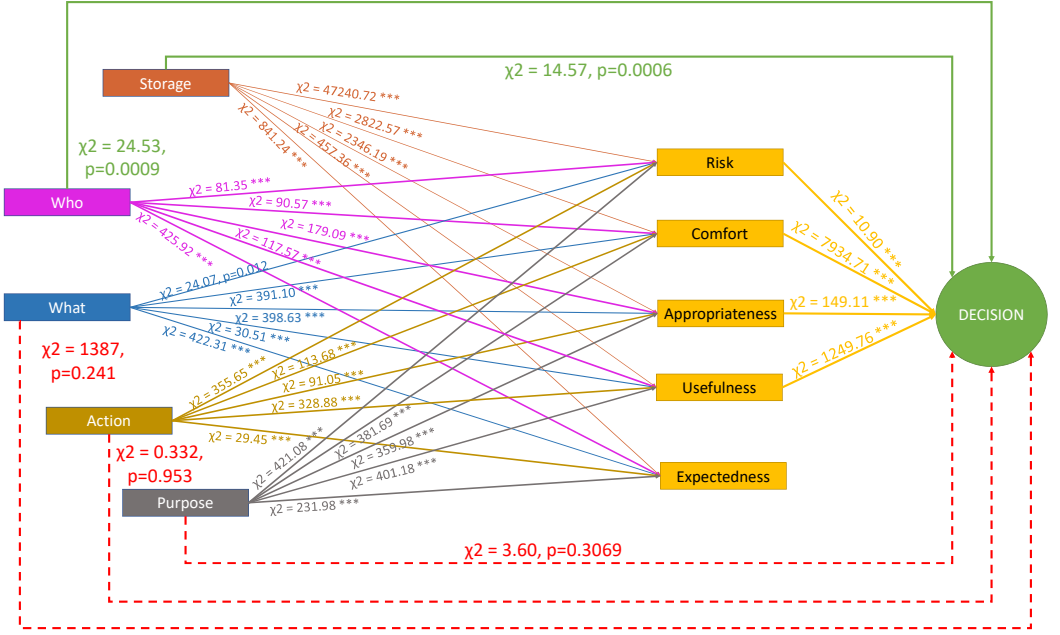 χ2 = 14.57, p=0.0006
Storage
χ2 = 47240.72 ***
χ2 = 2822.57 ***
χ2 = 2346.19 ***
χ2 = 457.36 ***
χ2 = 841.24 ***
χ2 = 24.53,
p=0.0009
Who
χ2 = 81.35 ***
χ2 = 90.57 ***
χ2 = 179.09 ***
χ2 = 117.57 ***
χ2 = 425.92 ***
Risk
Comfort
Appropriateness
Usefulness
Expectedness
χ2 = 10.90 ***
χ2 = 7934.71 ***
χ2 = 149.11 ***
χ2 = 1249.76 ***
DECISION
What
χ2 = 24.07, p=0.012
χ2 = 391.10 ***
χ2 = 398.63 ***
χ2 = 30.51 ***
χ2 = 422.31 ***
χ2 = 1387,
p=0.241
Action
χ2 = 355.65 ***
χ2 = 113.68 ***
χ2 = 91.05 ***
χ2 = 328.88 ***
χ2 = 29.45 ***
χ2 = 0.332,
p=0.953
Purpose
χ2 = 421.08 ***
χ2 = 381.69 ***
χ2 = 359.98 ***
χ2 = 401.18 ***
χ2 = 231.98 ***
χ2 = 3.60, p=0.3069